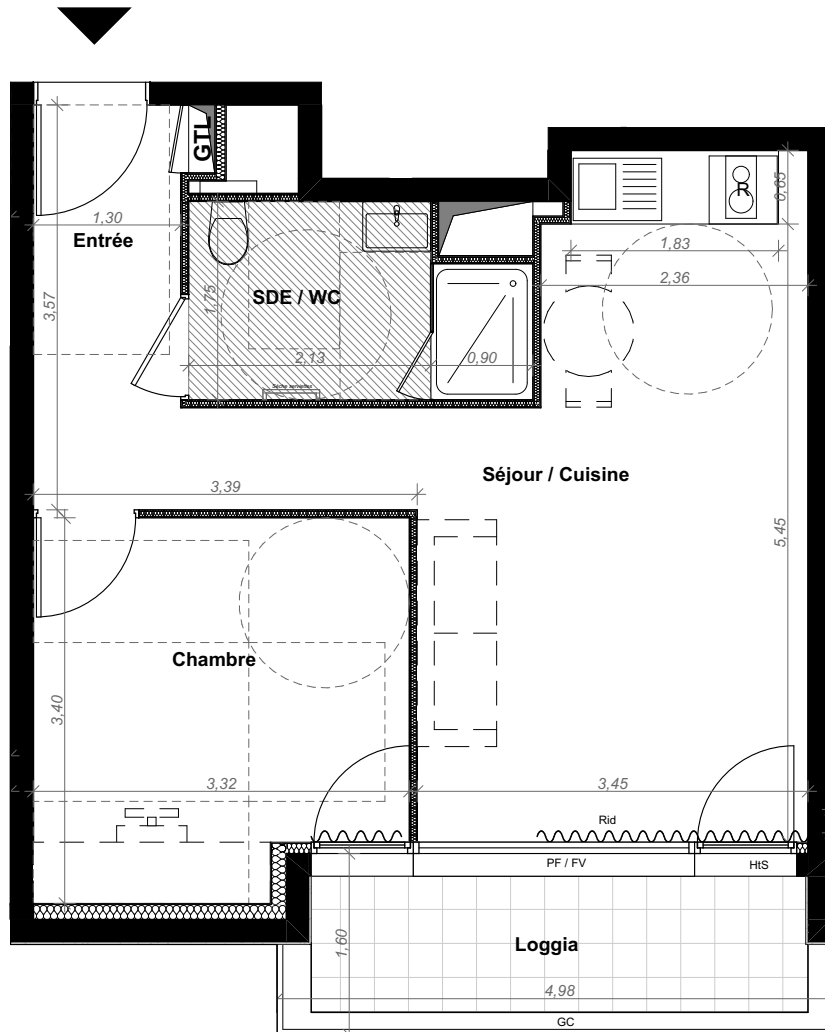 GTL
R
0,65
1,30
Entrée
1,83
2,36
SDE / WC
1,75
3,57
2,13
0,90
Sèche serviettes
Séjour / Cuisine
3,39
5,45
Chambre
3,40
3,32
3,45
Rid
PF / FV
HtS
Loggia
1,60
4,98
GC